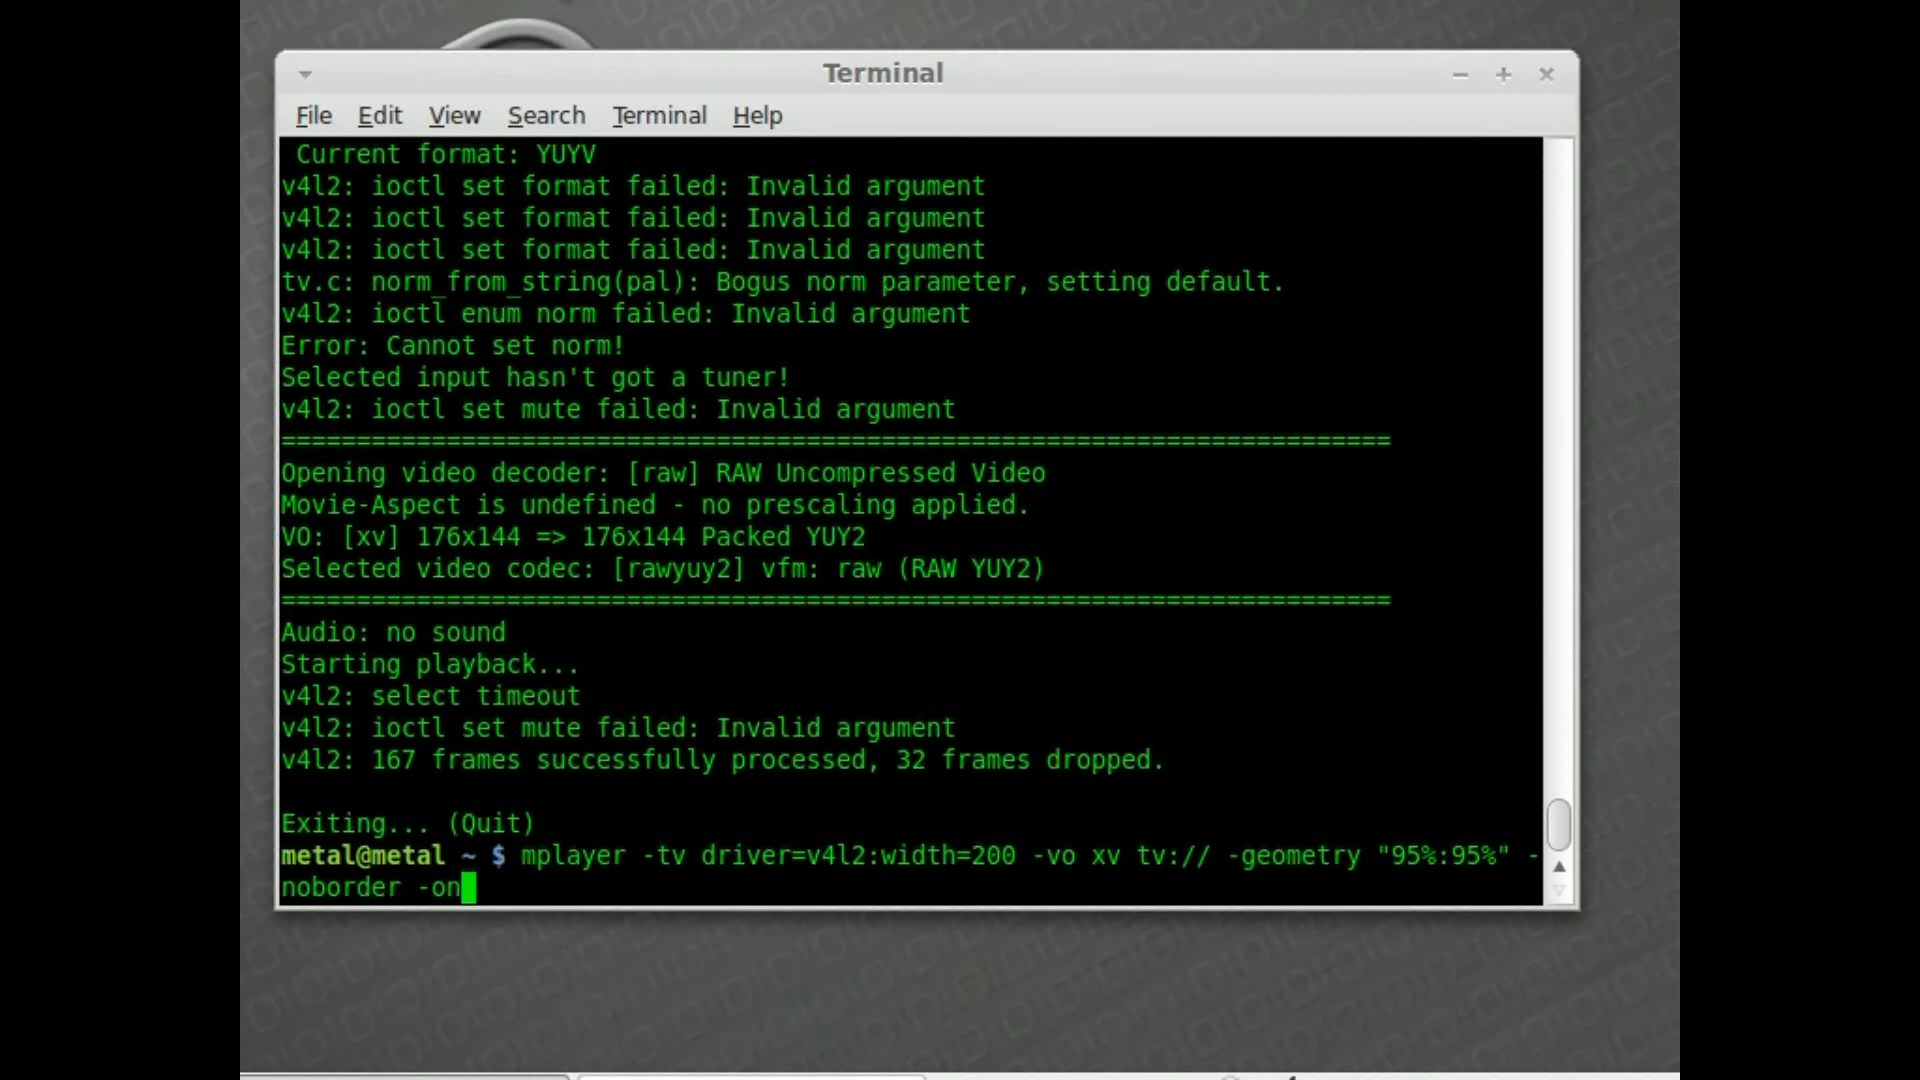 Terminal
File Edit View Search Terminal Help
Current format: YUYV
v4l2: ioctl set format failed: Invalid argument
v4l2: ioctl set format failed: Invalid argument
v4l2: ioctl set format failed: Invalid argument
tv.c: norm_from_string(pal): Bogus norm parameter, setting default.
v4l2: ioctl enum norm failed: Invalid argument
Error: Cannot set norm!
Selected input hasn't got a tuner!
v4l2: ioctl set mute failed: Invalid argument
==========================================================================
Opening video decoder: [raw] RAW Uncompressed Video
Movie-Aspect is undefined - no prescaling applied.
VO: [xv] 176x144 => 176x144 Packed YUY2
Selected video codec: [rawyuy2] vfm: raw (RAW YUY2)
==========================================================================
Audio: no sound
Starting playback...
v4l2: select timeout
v4l2: ioctl set mute failed: Invalid argument
v4l2: 167 frames successfully processed, 32 frames dropped.
Exiting... (Quit)
metal@metal ~ $ mplayer -tv driver=v4l2:width=200 -vo xv tv:// -geometry "95%:95%" -
noborder -on